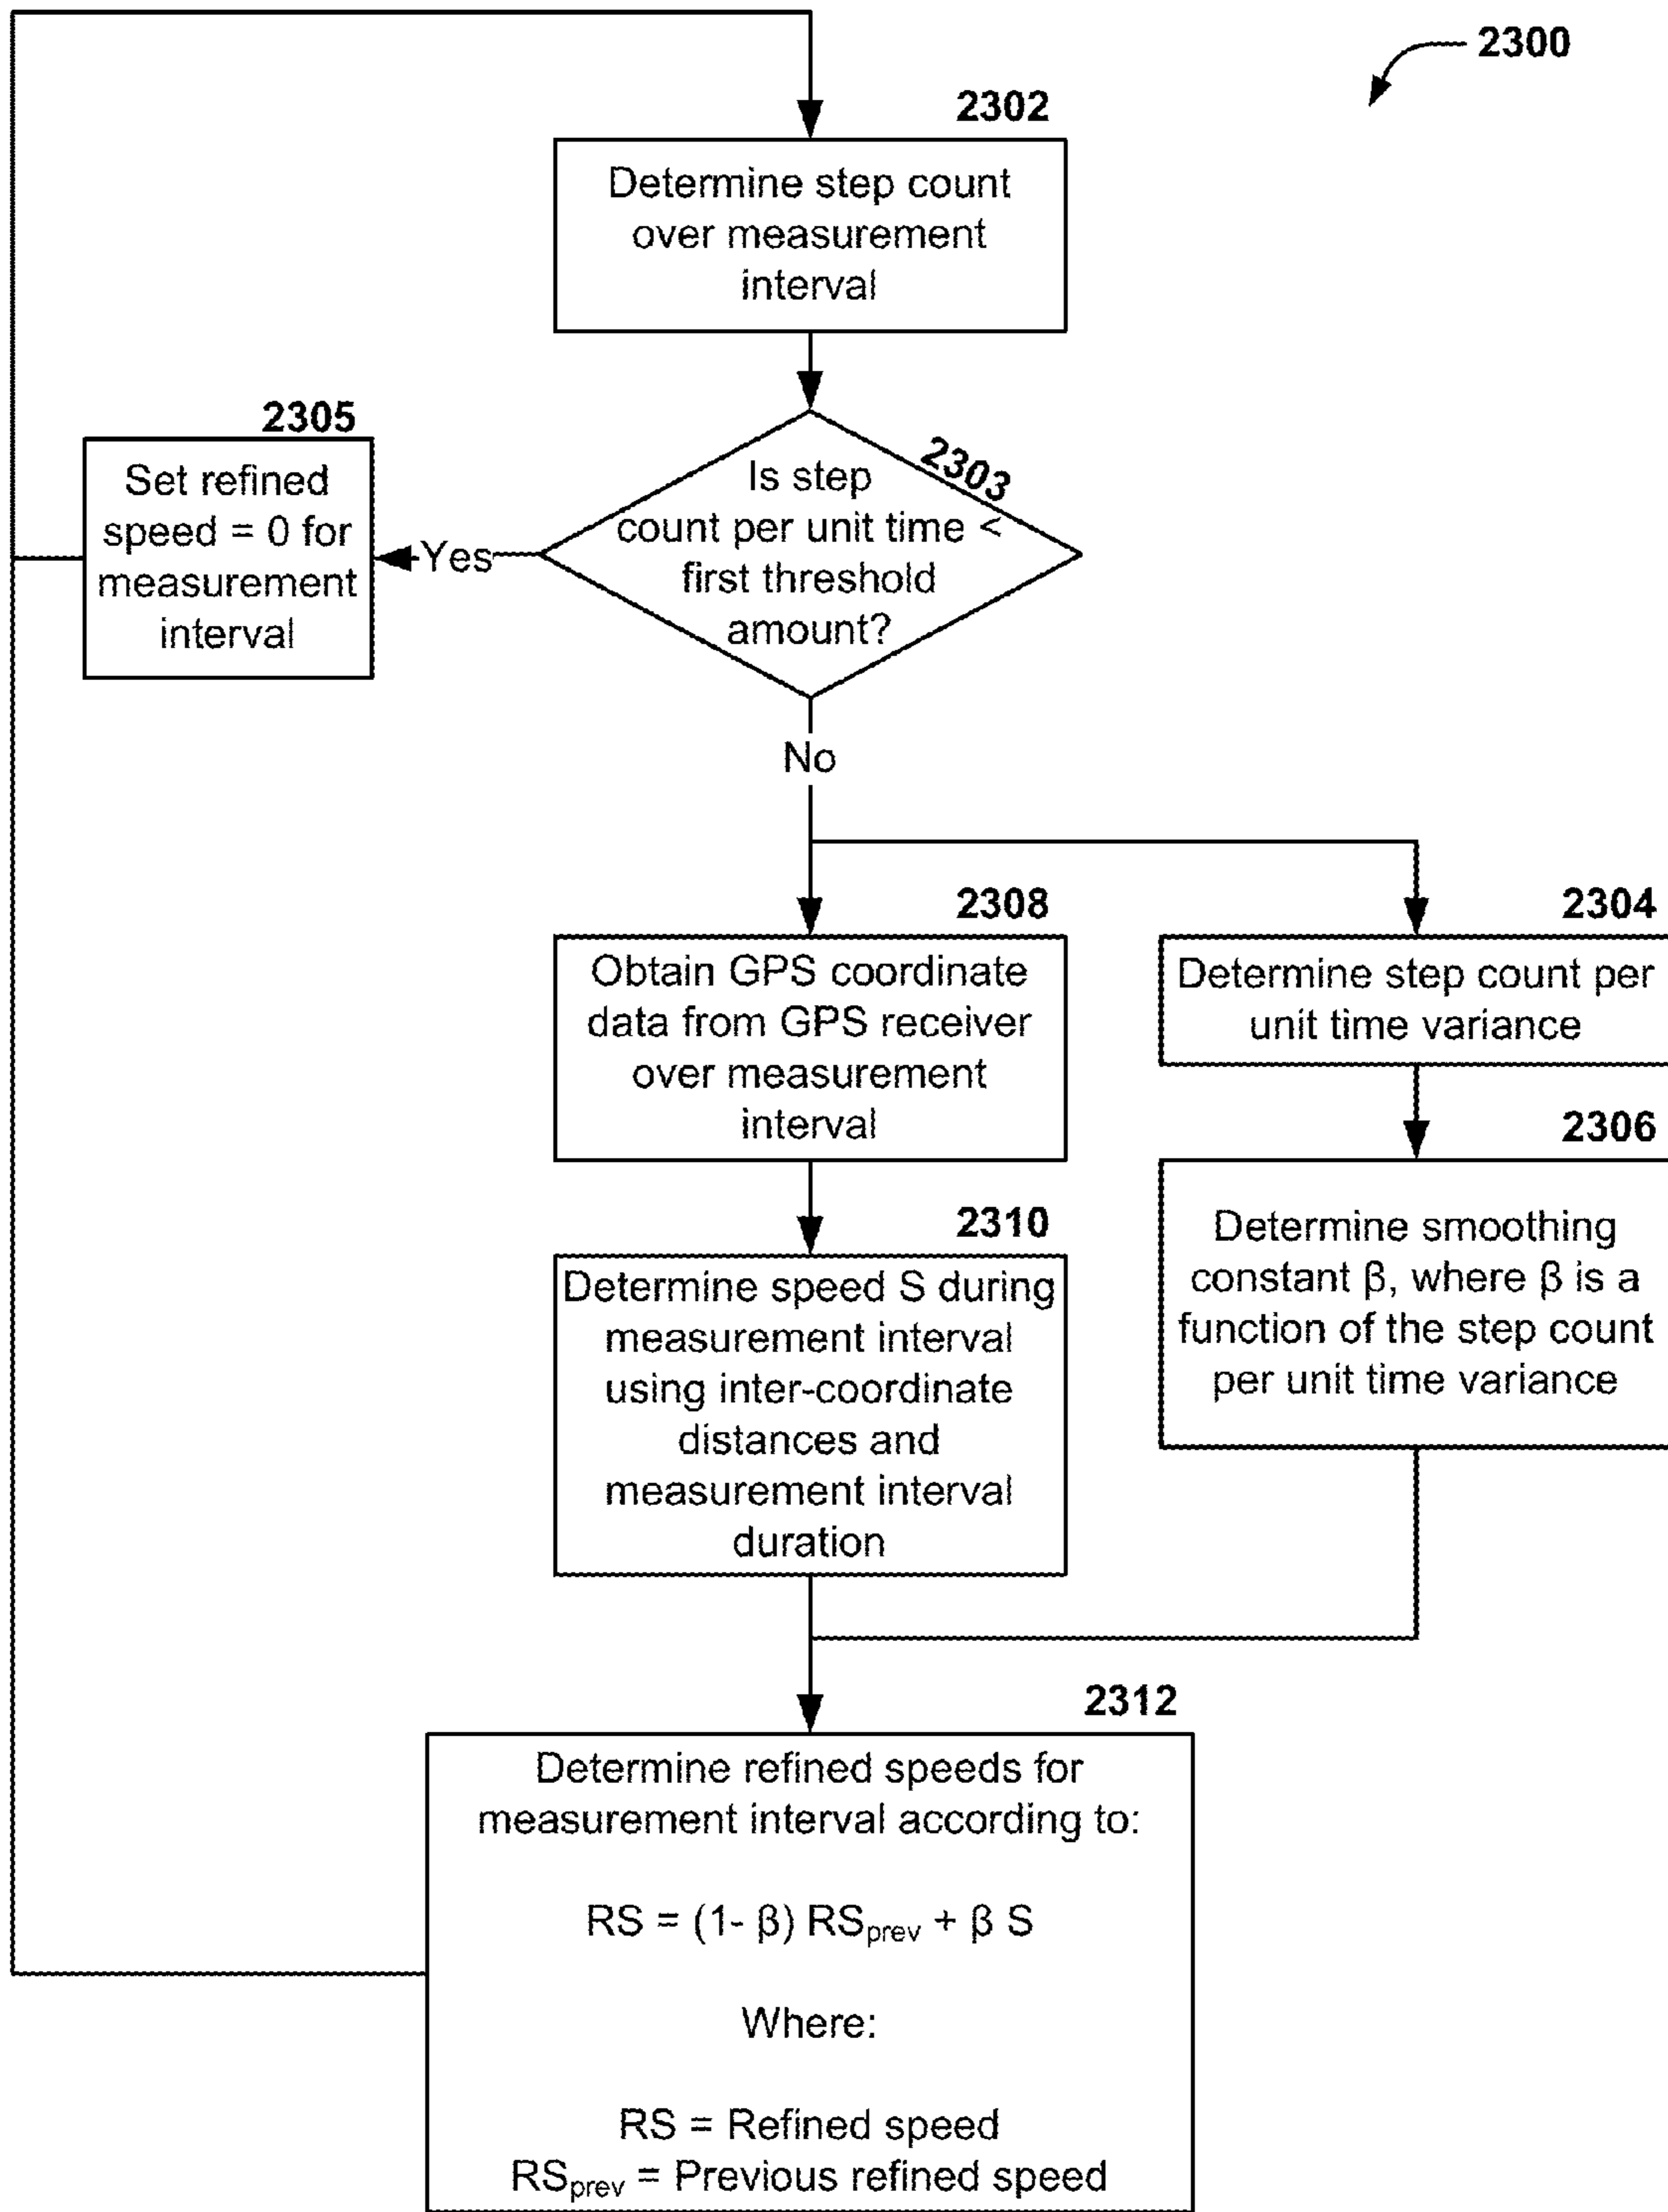 2300
2302
Determine step count
over measurement
interval
2303
Is step
count per unit time <
first threshold
amount?
Yes
2305
Set refined
speed = 0 for
measurement
interval
No
2308
Obtain GPS coordinate
data from GPS receiver
over measurement
interval
2304
Determine step count per
unit time variance
2306
Determine smoothing
constant β, where β is a
function of the step count
per unit time variance
2310
Determine speed S during
measurement interval
using inter-coordinate
distances and
measurement interval
duration
2312
Determine refined speeds for
measurement interval according to:
RS = (1- β) RSprev + β S
Where:
RS = Refined speed
RSprev = Previous refined speed